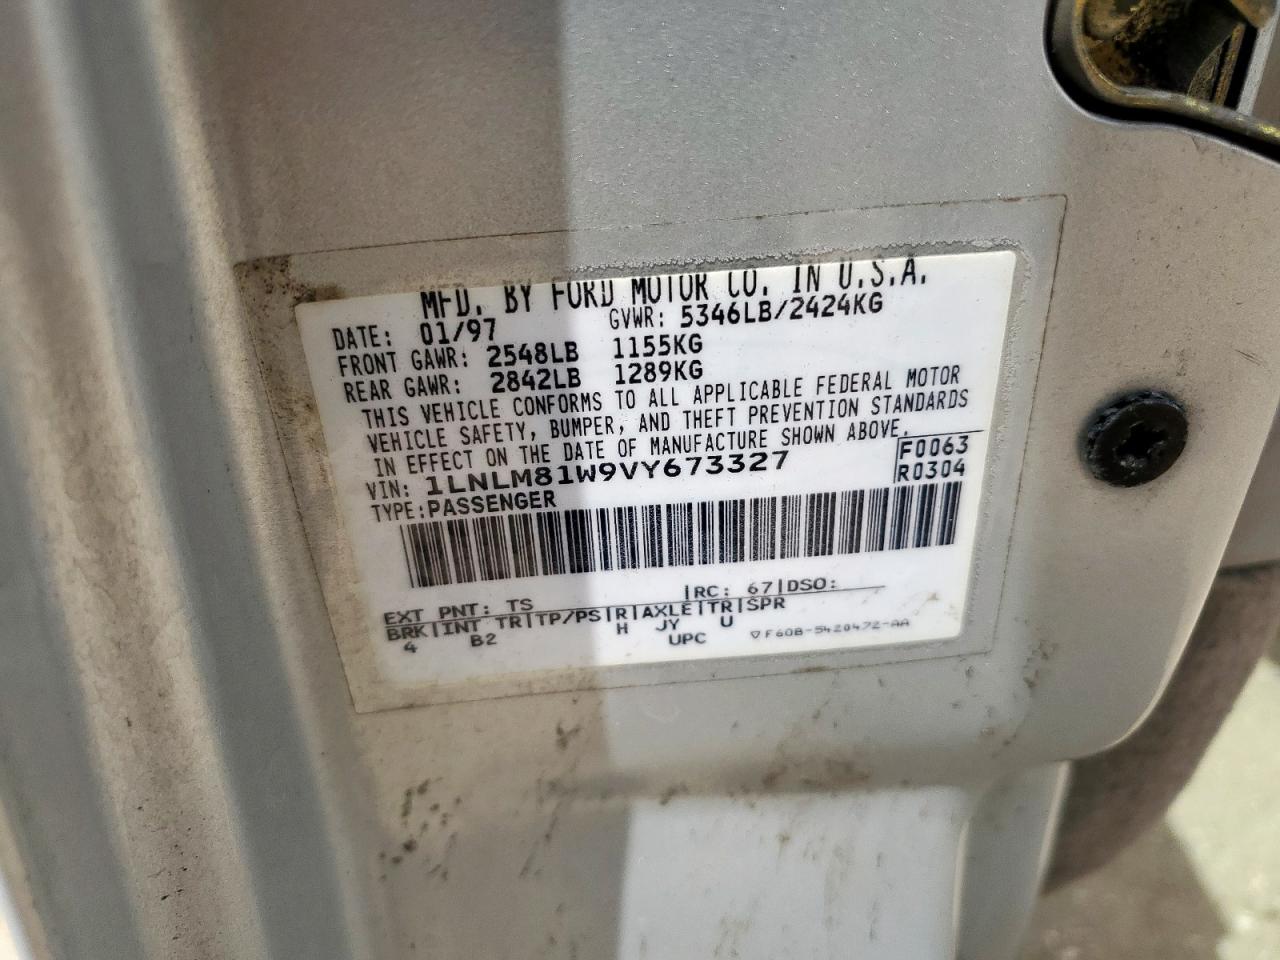 MFD. BY FORD MOTOR CO. IN U.S.A.
DATE: 01/97 GVWR: 5346LB/2424KG
FRONT GAWR: 2548LB 1155KG
REAR GAWR: 2842LB 1289KG
THIS VEHICLE CONFORMS TO ALL APPLICABLE FEDERAL MOTOR
VEHICLE SAFETY, BUMPER, AND THEFT PREVENTION STANDARDS
IN EFFECT ON THE DATE OF MANUFACTURE SHOWN ABOVE.
VIN: 1LNLM81W9VY673327 F0063
TYPE: PASSENGER R0304
EXT PNT: TS |RC: 67|DSO:
BRK|INT TR|TP/PS|R|AXLE|TR|SPR
4 B2 H JY U
UPC ▽F60B-5420472-AA